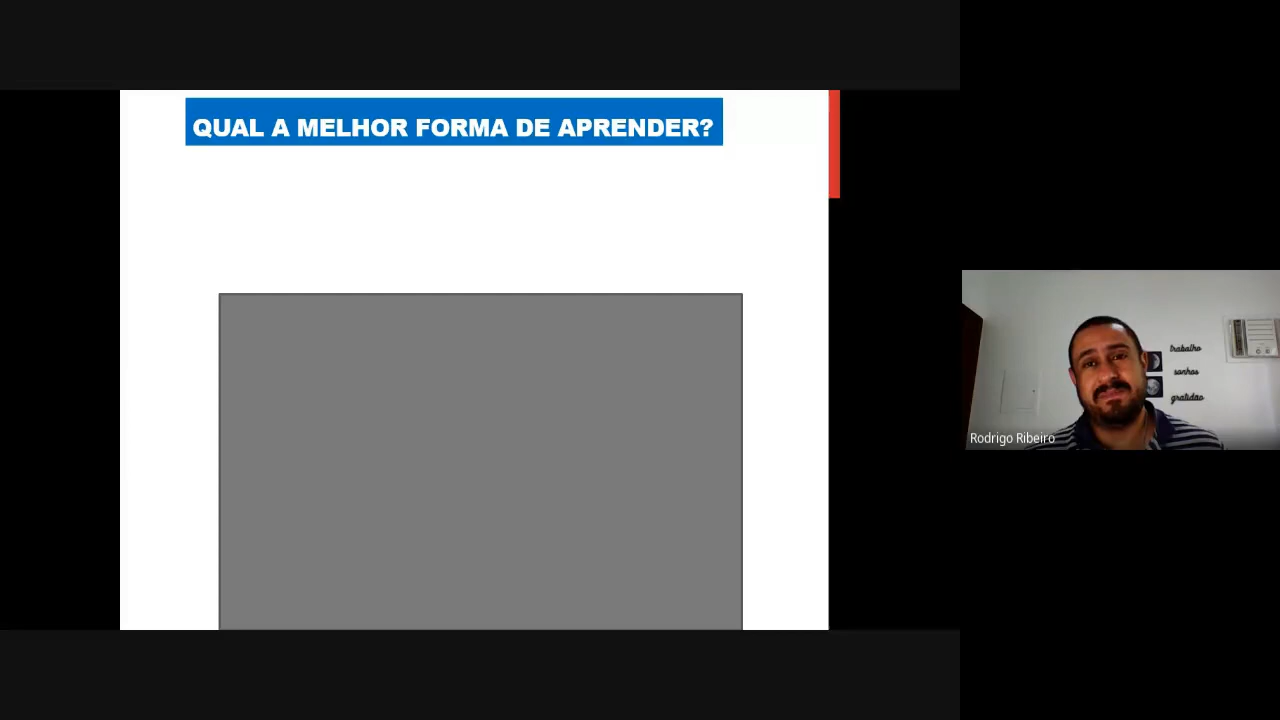 QUAL A MELHOR FORMA DE APRENDER?
trabalho
sonhos
gratidão
Rodrigo Ribeiro